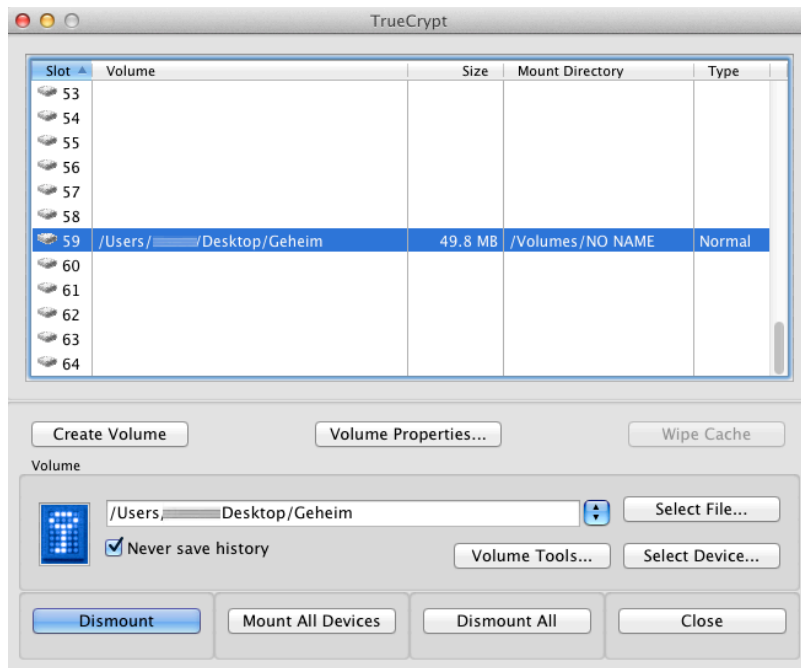 TrueCrypt
Slot Volume Size Mount Directory Type
53
54
55
56
57
58
59 /Users/ /Desktop/Geheim 49.8 MB /Volumes/NO NAME Normal
60
61
62
63
64
Create Volume Volume Properties... Wipe Cache
Volume
/Users, Desktop/Geheim Select File...
Never save history Volume Tools... Select Device...
Dismount Mount All Devices Dismount All Close